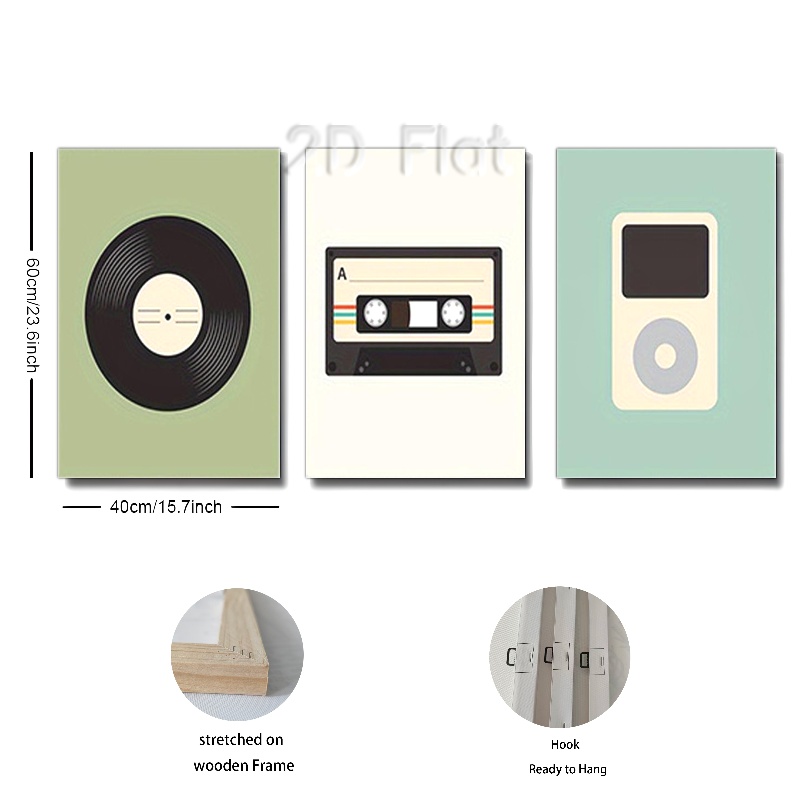 2D Flat
60cm/23.6inch
A
40cm/15.7inch
stretched on
wooden Frame
Hook
Ready to Hang